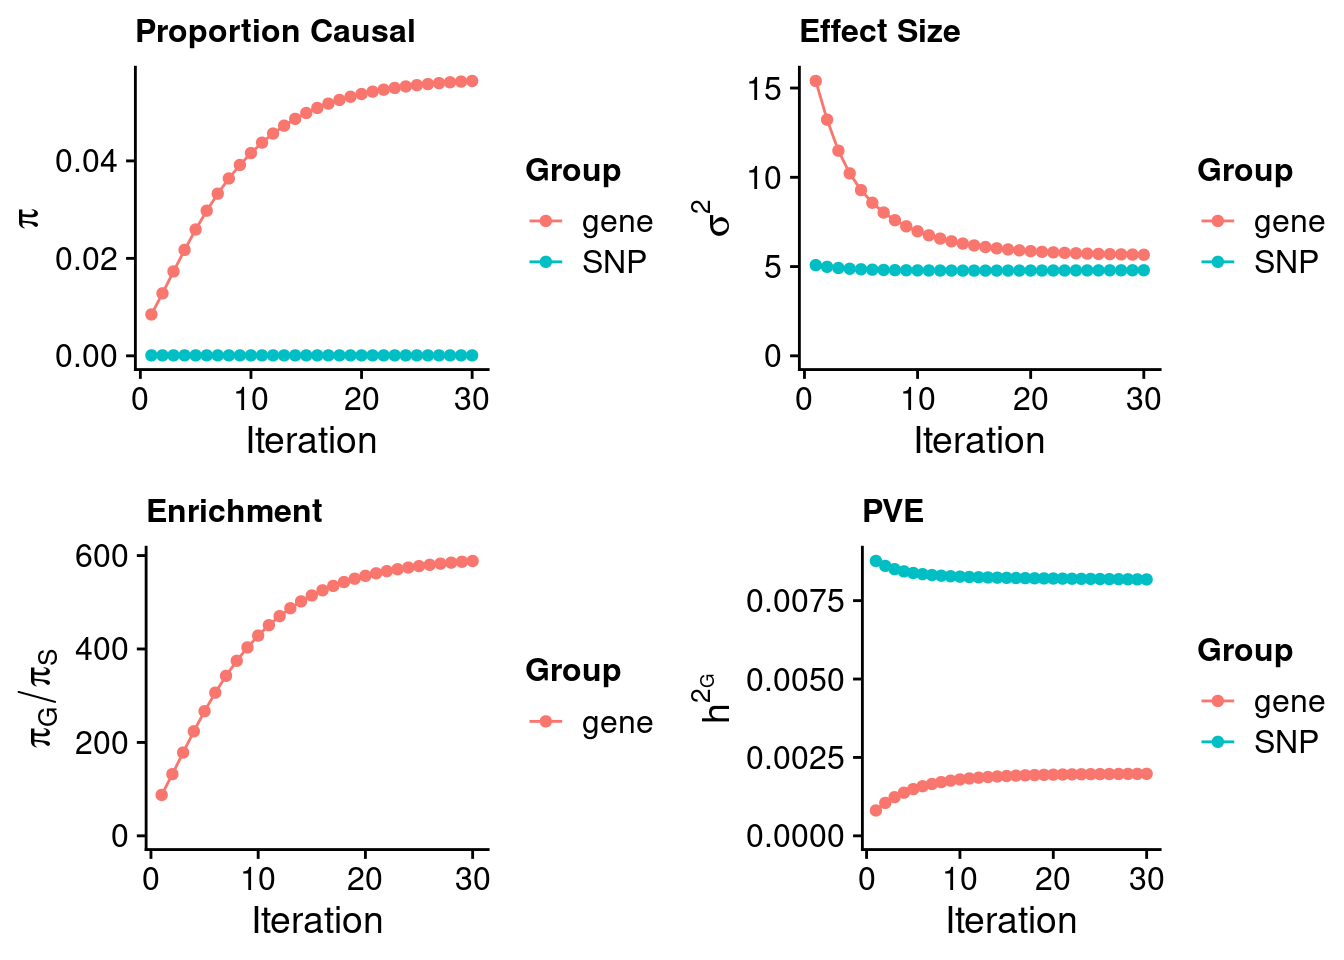 Proportion Causal
π
0.04
0.02
0.00
0 10 20 30
Iteration
Group
gene
SNP
Effect Size
σ²
15
10
5
0
0 10 20 30
Iteration
Group
gene
SNP
Enrichment
π_G/π_S
600
400
200
0
0 10 20 30
Iteration
Group
gene
PVE
h²G
0.0075
0.0050
0.0025
0.0000
0 10 20 30
Iteration
Group
gene
SNP